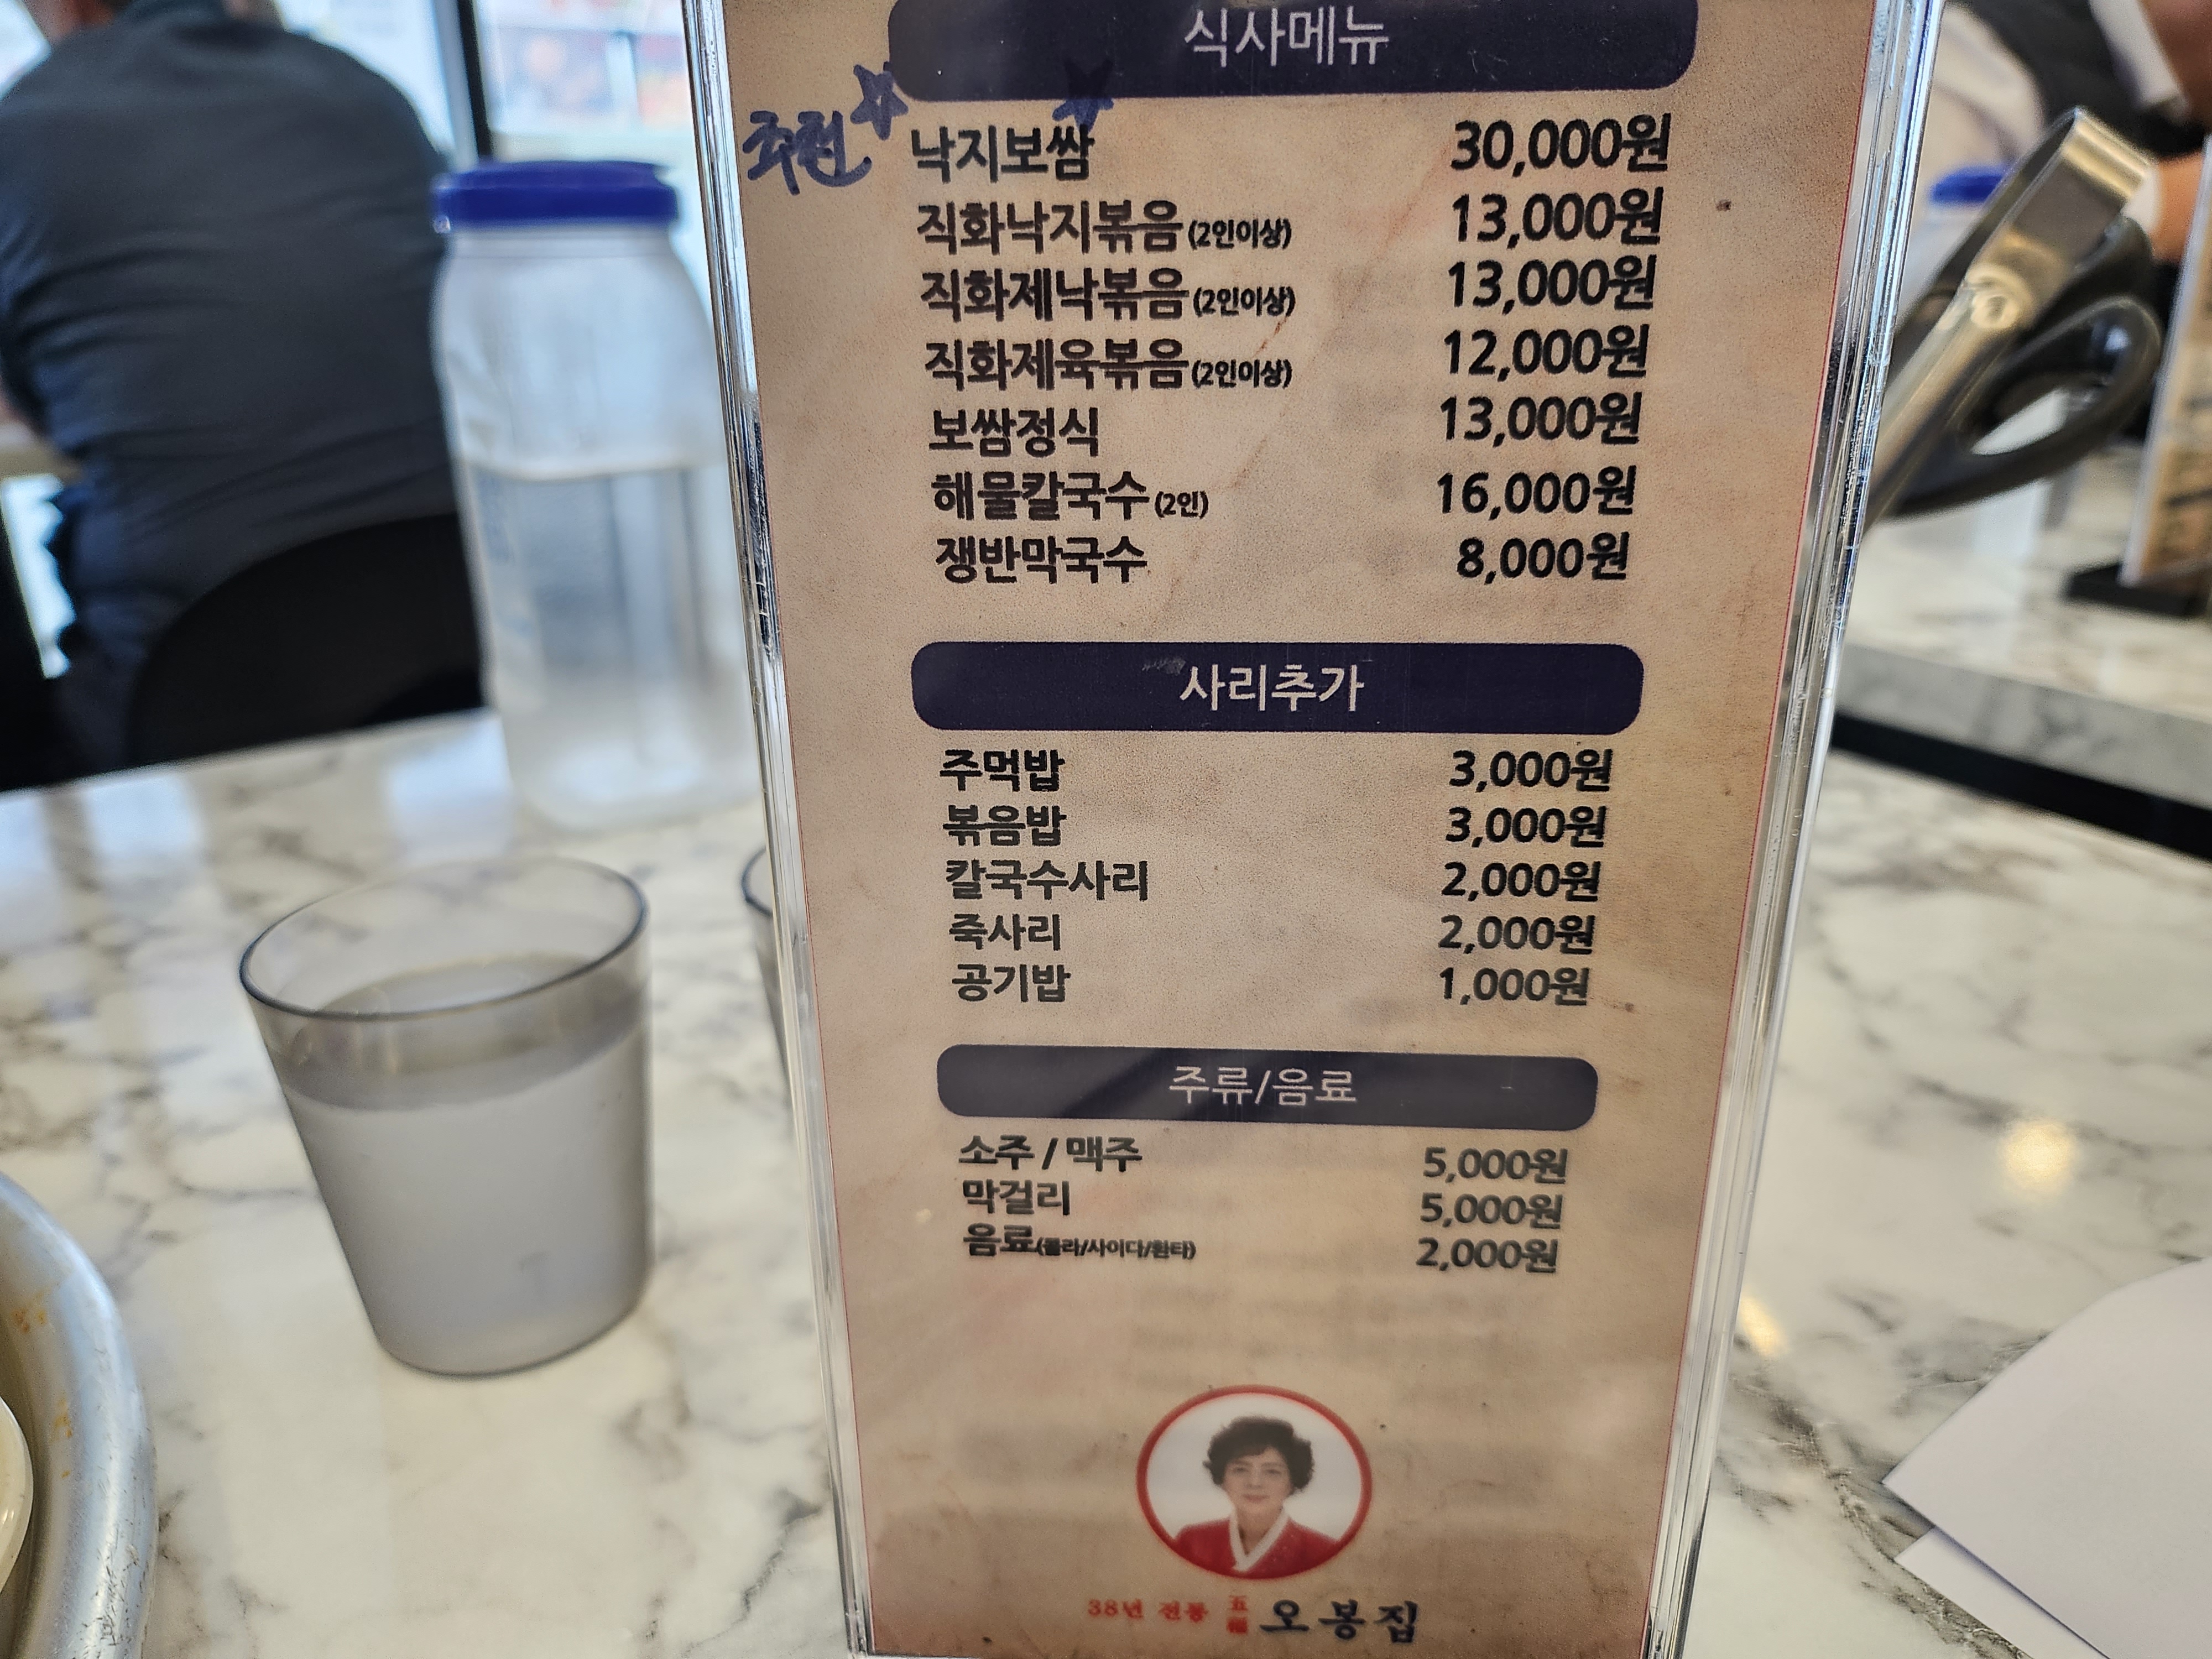 식사메뉴
추천 낙지보쌈 30,000원
직화낙지볶음(2인이상) 13,000원
직화제낙볶음(2인이상) 13,000원
직화제육볶음(2인이상) 12,000원
보쌈정식 13,000원
해물칼국수(2인) 16,000원
쟁반막국수 8,000원
사리추가
주먹밥 3,000원
볶음밥 3,000원
칼국수사리 2,000원
죽사리 2,000원
공기밥 1,000원
주류/음료
소주 / 맥주 5,000원
막걸리 5,000원
음료(콜라/사이다/환타) 2,000원
38년 전통 오봉집